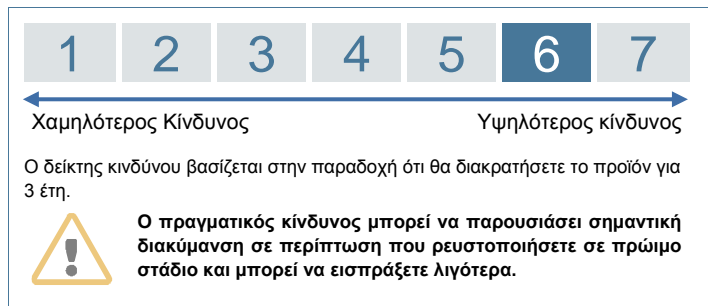 1 2 3 4 5 6 7
Χαμηλότερος Κίνδυνος Υψηλότερος κίνδυνος
Ο δείκτης κινδύνου βασίζεται στην παραδοχή ότι θα διακρατήσετε το προϊόν για
3 έτη.
Ο πραγματικός κίνδυνος μπορεί να παρουσιάσει σημαντική
διακύμανση σε περίπτωση που ρευστοποιήσετε σε πρώιμο
στάδιο και μπορεί να εισπράξετε λιγότερα.